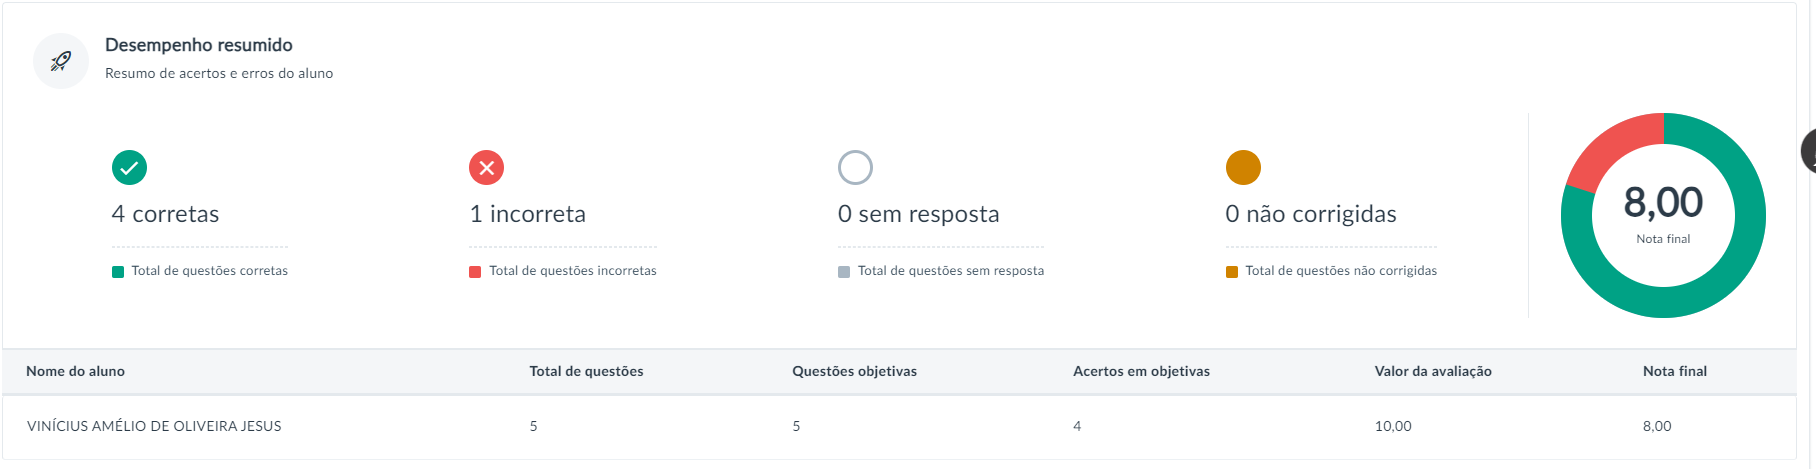 Desempenho resumido
Resumo de acertos e erros do aluno
4 corretas
1 incorreta
0 sem resposta
0 não corrigidas
Total de questões corretas
Total de questões incorretas
Total de questões sem resposta
Total de questões não corrigidas
8,00
Nota final
Nome do aluno Total de questões Questões objetivas Acertos em objetivas Valor da avaliação Nota final
VINÍCIUS AMÉLIO DE OLIVEIRA JESUS 5 5 4 10,00 8,00